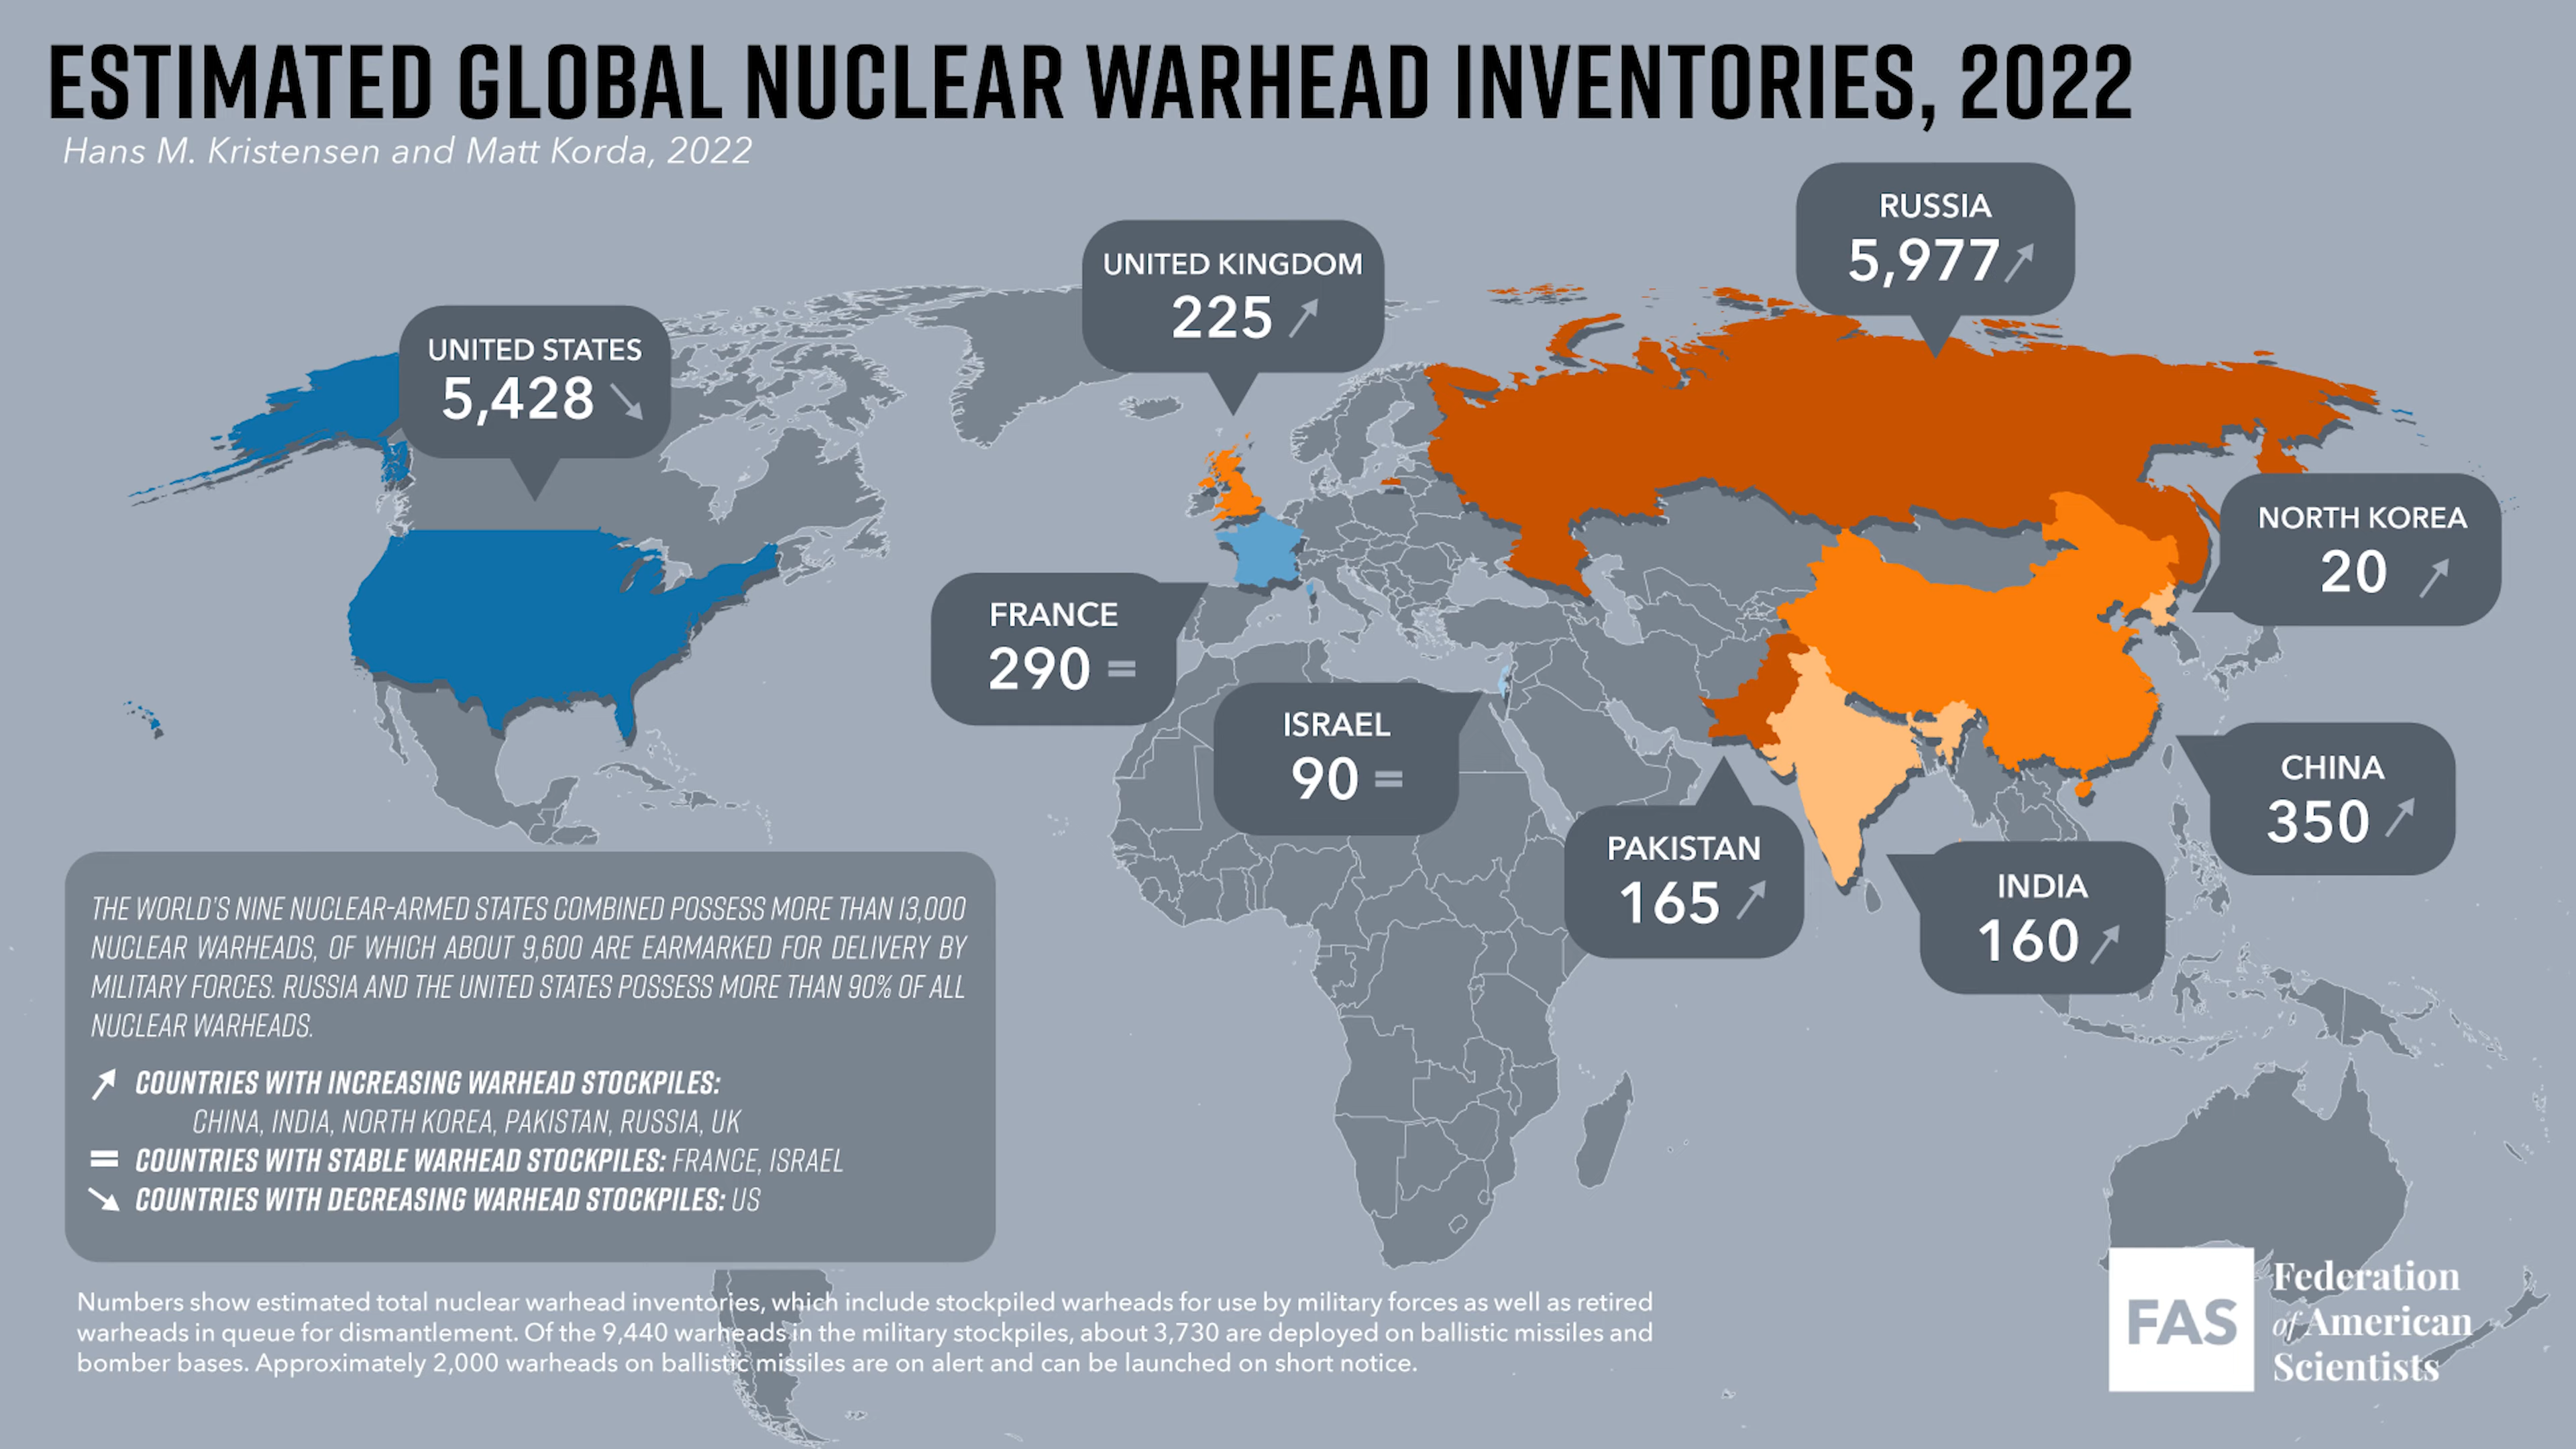 ESTIMATED GLOBAL NUCLEAR WARHEAD INVENTORIES, 2022
Hans M. Kristensen and Matt Korda, 2022
RUSSIA
5,977
UNITED KINGDOM
225
UNITED STATES
5,428
NORTH KOREA
20
FRANCE
290 =
ISRAEL
90 =
CHINA
350
PAKISTAN
165
INDIA
160
THE WORLD'S NINE NUCLEAR-ARMED STATES COMBINED POSSESS MORE THAN 13,000
NUCLEAR WARHEADS, OF WHICH ABOUT 9,600 ARE EARMARKED FOR DELIVERY BY
MILITARY FORCES. RUSSIA AND THE UNITED STATES POSSESS MORE THAN 90% OF ALL
NUCLEAR WARHEADS.
COUNTRIES WITH INCREASING WARHEAD STOCKPILES:
CHINA, INDIA, NORTH KOREA, PAKISTAN, RUSSIA, UK
= COUNTRIES WITH STABLE WARHEAD STOCKPILES: FRANCE, ISRAEL
COUNTRIES WITH DECREASING WARHEAD STOCKPILES: US
Numbers show estimated total nuclear warhead inventories, which include stockpiled warheads for use by military forces as well as retired
warheads in queue for dismantlement. Of the 9,440 warheads in the military stockpiles, about 3,730 are deployed on ballistic missiles and
bomber bases. Approximately 2,000 warheads on ballistic missiles are on alert and can be launched on short notice.
FAS
Federation
of American
Scientists